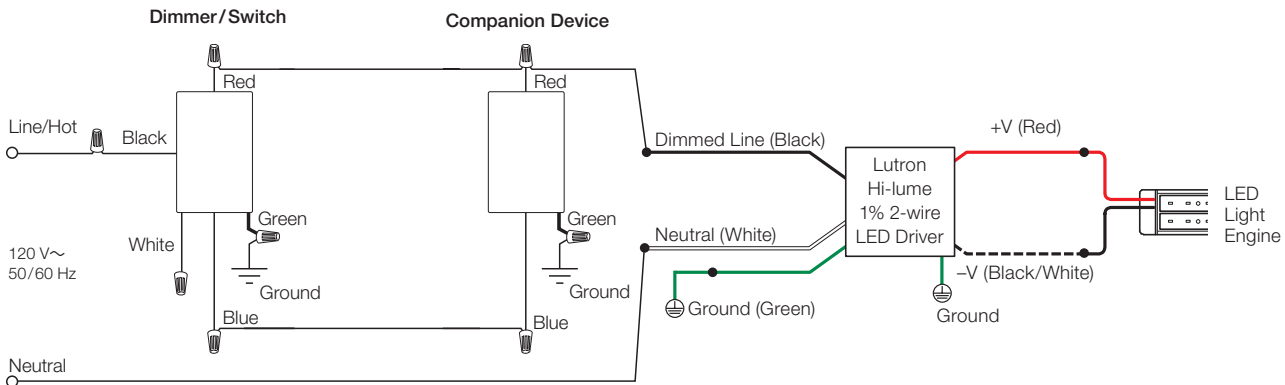 Dimmer/Switch
Companion Device
Red
Red
Line/Hot
Black
Dimmed Line (Black)
+V (Red)
Lutron
Hi-lume
1% 2-wire
LED Driver
LED
Light
Engine
Green
Green
White
Neutral (White)
120 V~
50/60 Hz
Ground
Ground
–V (Black/White)
Ground (Green)
Ground
Blue
Blue
Neutral